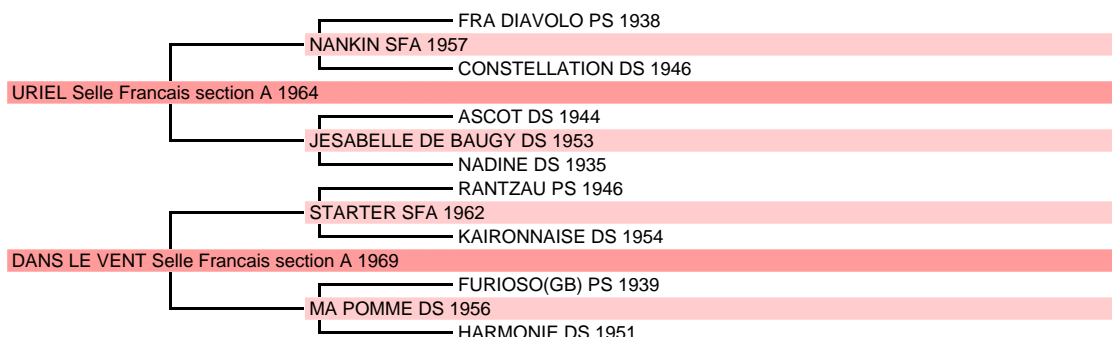 FRA DIAVOLO PS 1938
NANKIN SFA 1957
CONSTELLATION DS 1946
URIEL Selle Francais section A 1964
ASCOT DS 1944
JESABELLE DE BAUGY DS 1953
NADINE DS 1935
RANTZAU PS 1946
STARTER SFA 1962
KAIRONNAISE DS 1954
DANS LE VENT Selle Francais section A 1969
FURIOSO(GB) PS 1939
MA POMME DS 1956
HARMONIE DS 1951